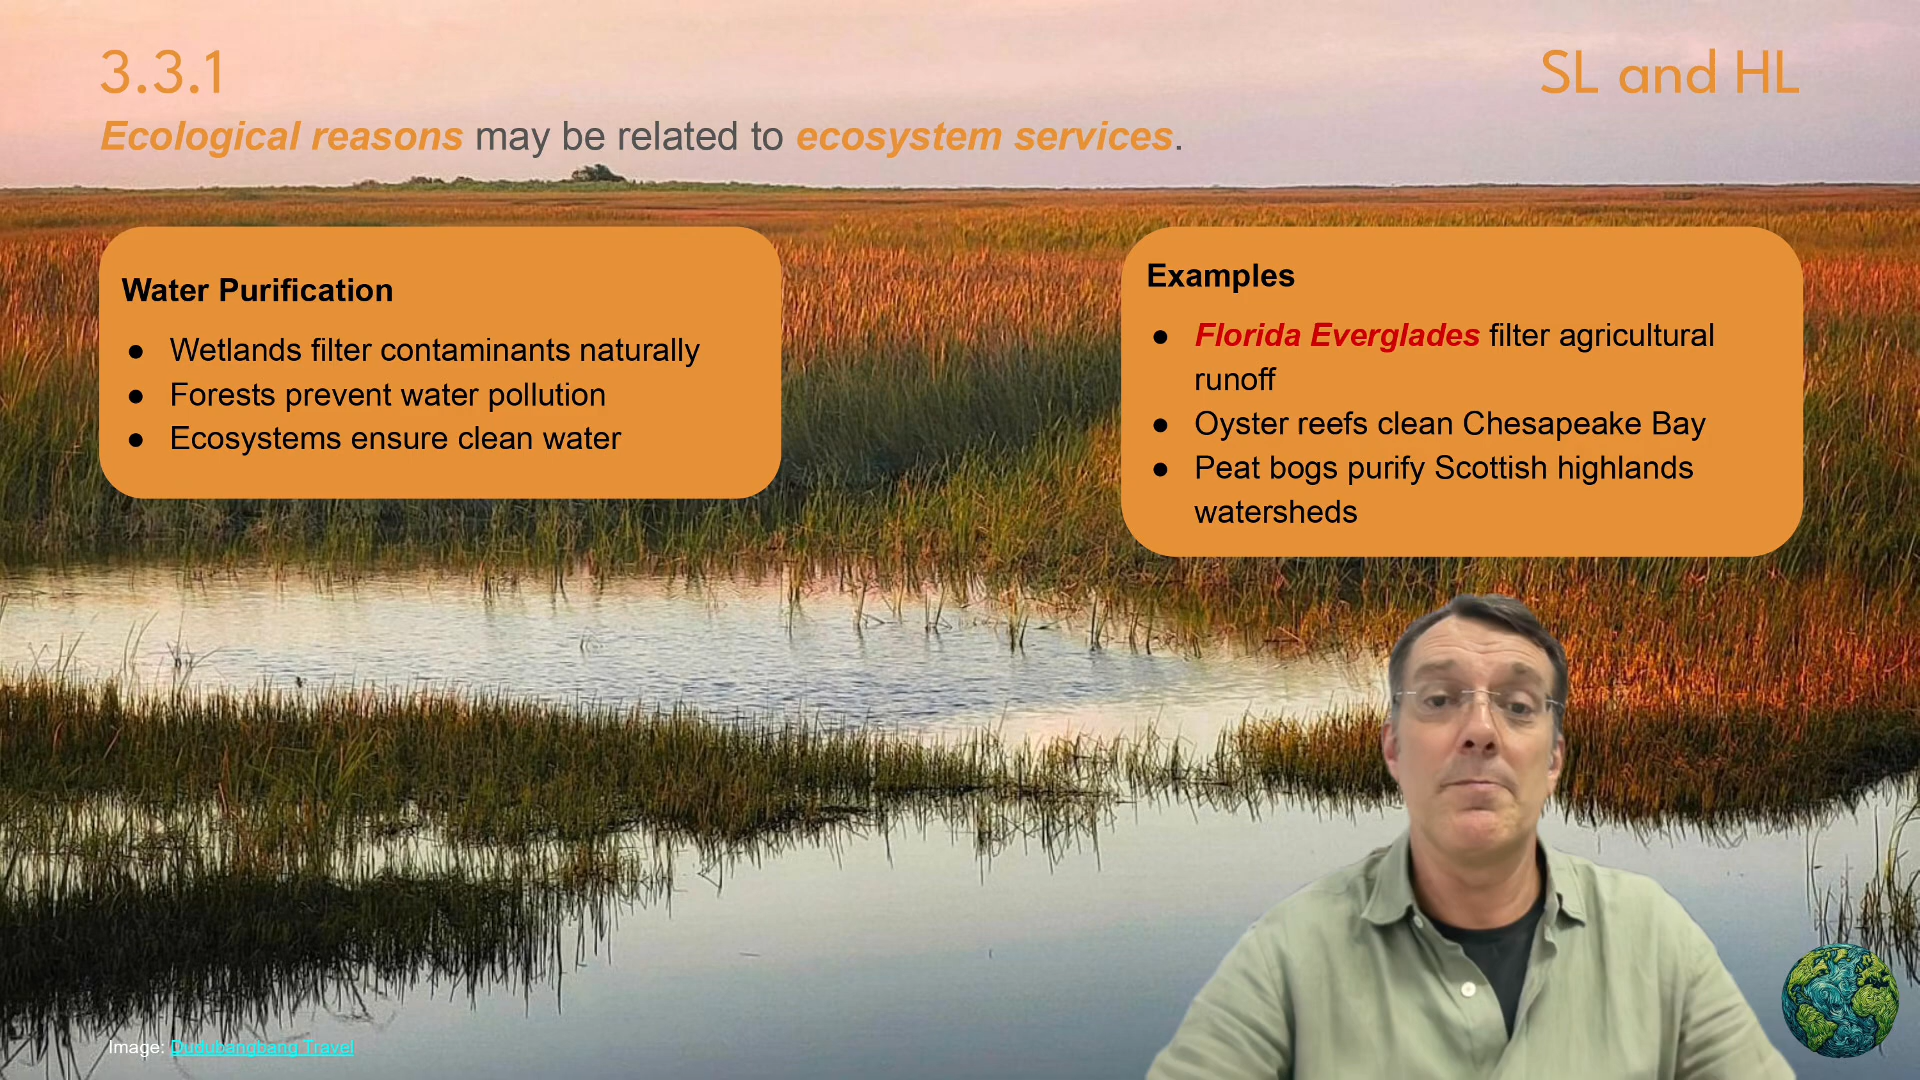 3.3.1
SL and HL
Ecological reasons may be related to ecosystem services.
Water Purification
● Wetlands filter contaminants naturally
● Forests prevent water pollution
● Ecosystems ensure clean water
Examples
● Florida Everglades filter agricultural
runoff
● Oyster reefs clean Chesapeake Bay
● Peat bogs purify Scottish highlands
watersheds
Image: Dudubangbang Travel